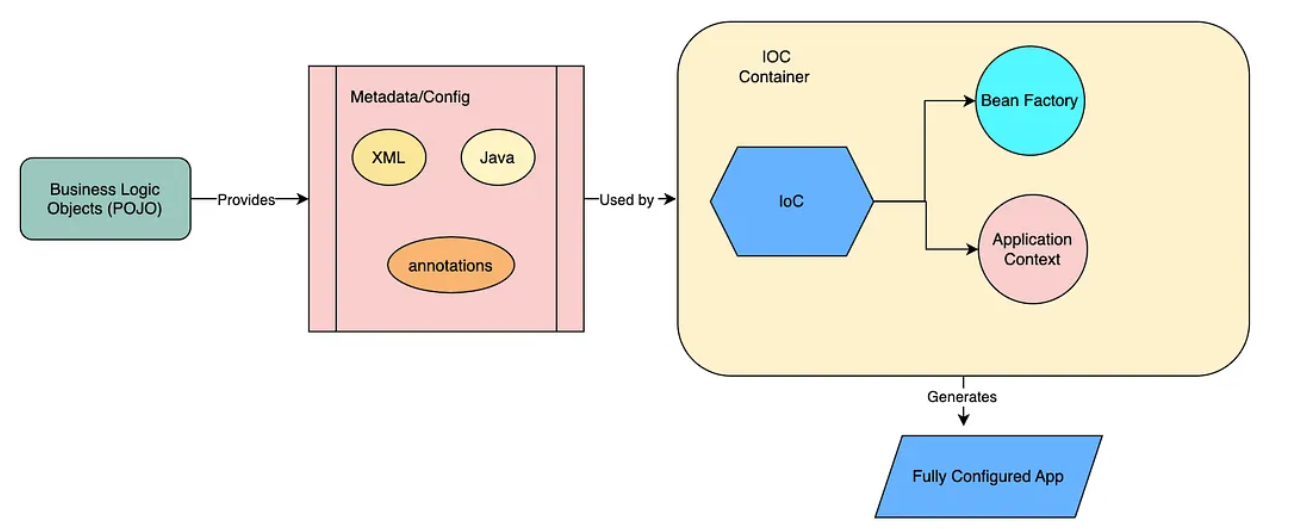 Business Logic
Objects (POJO)
Provides
Metadata/Config
XML
Java
annotations
Used by
IOC
Container
IoC
Bean Factory
Application
Context
Generates
Fully Configured App